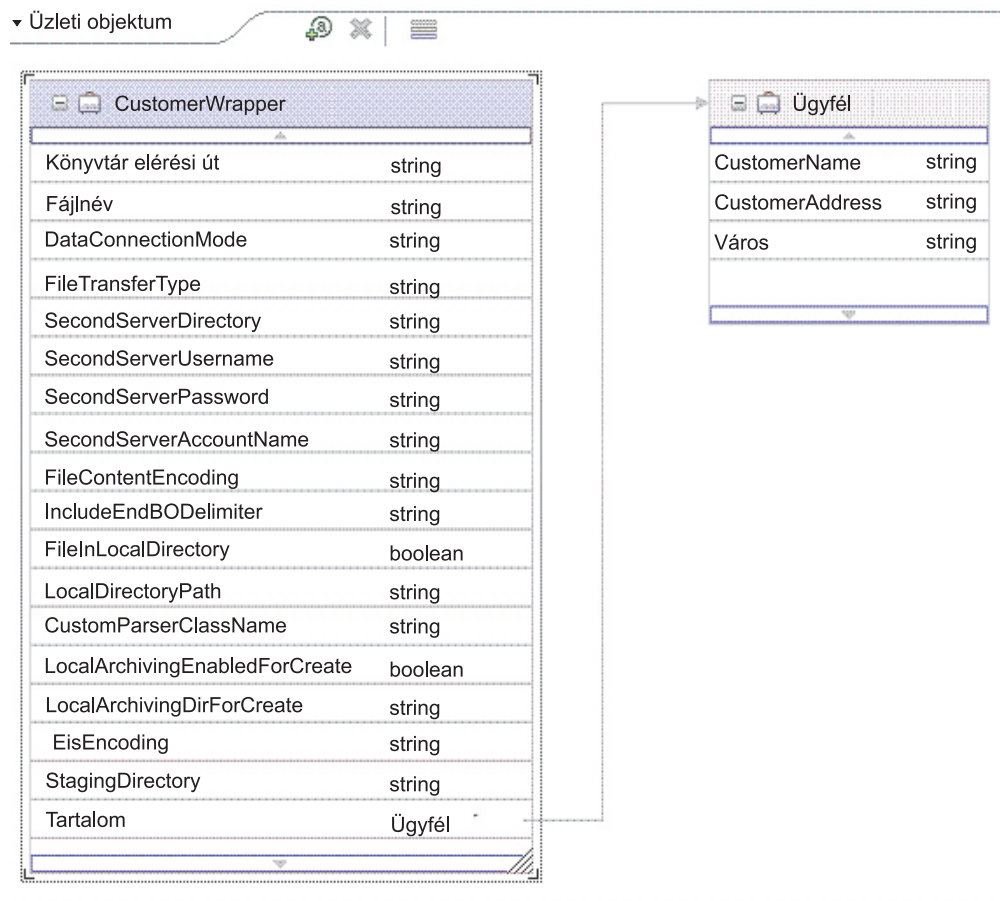 Üzleti objektum
CustomerWrapper
Könyvtár elérési út string
Fájlnév string
DataConnectionMode string
FileTransferType string
SecondServerDirectory string
SecondServerUsername string
SecondServerPassword string
SecondServerAccountName string
FileContentEncoding string
IncludeEndBODelimiter string
FileInLocalDirectory boolean
LocalDirectoryPath string
CustomParserClassName string
LocalArchivingEnabledForCreate boolean
LocalArchivingDirForCreate string
EisEncoding string
StagingDirectory string
Tartalom Ügyfél
Ügyfél
CustomerName string
CustomerAddress string
Város string